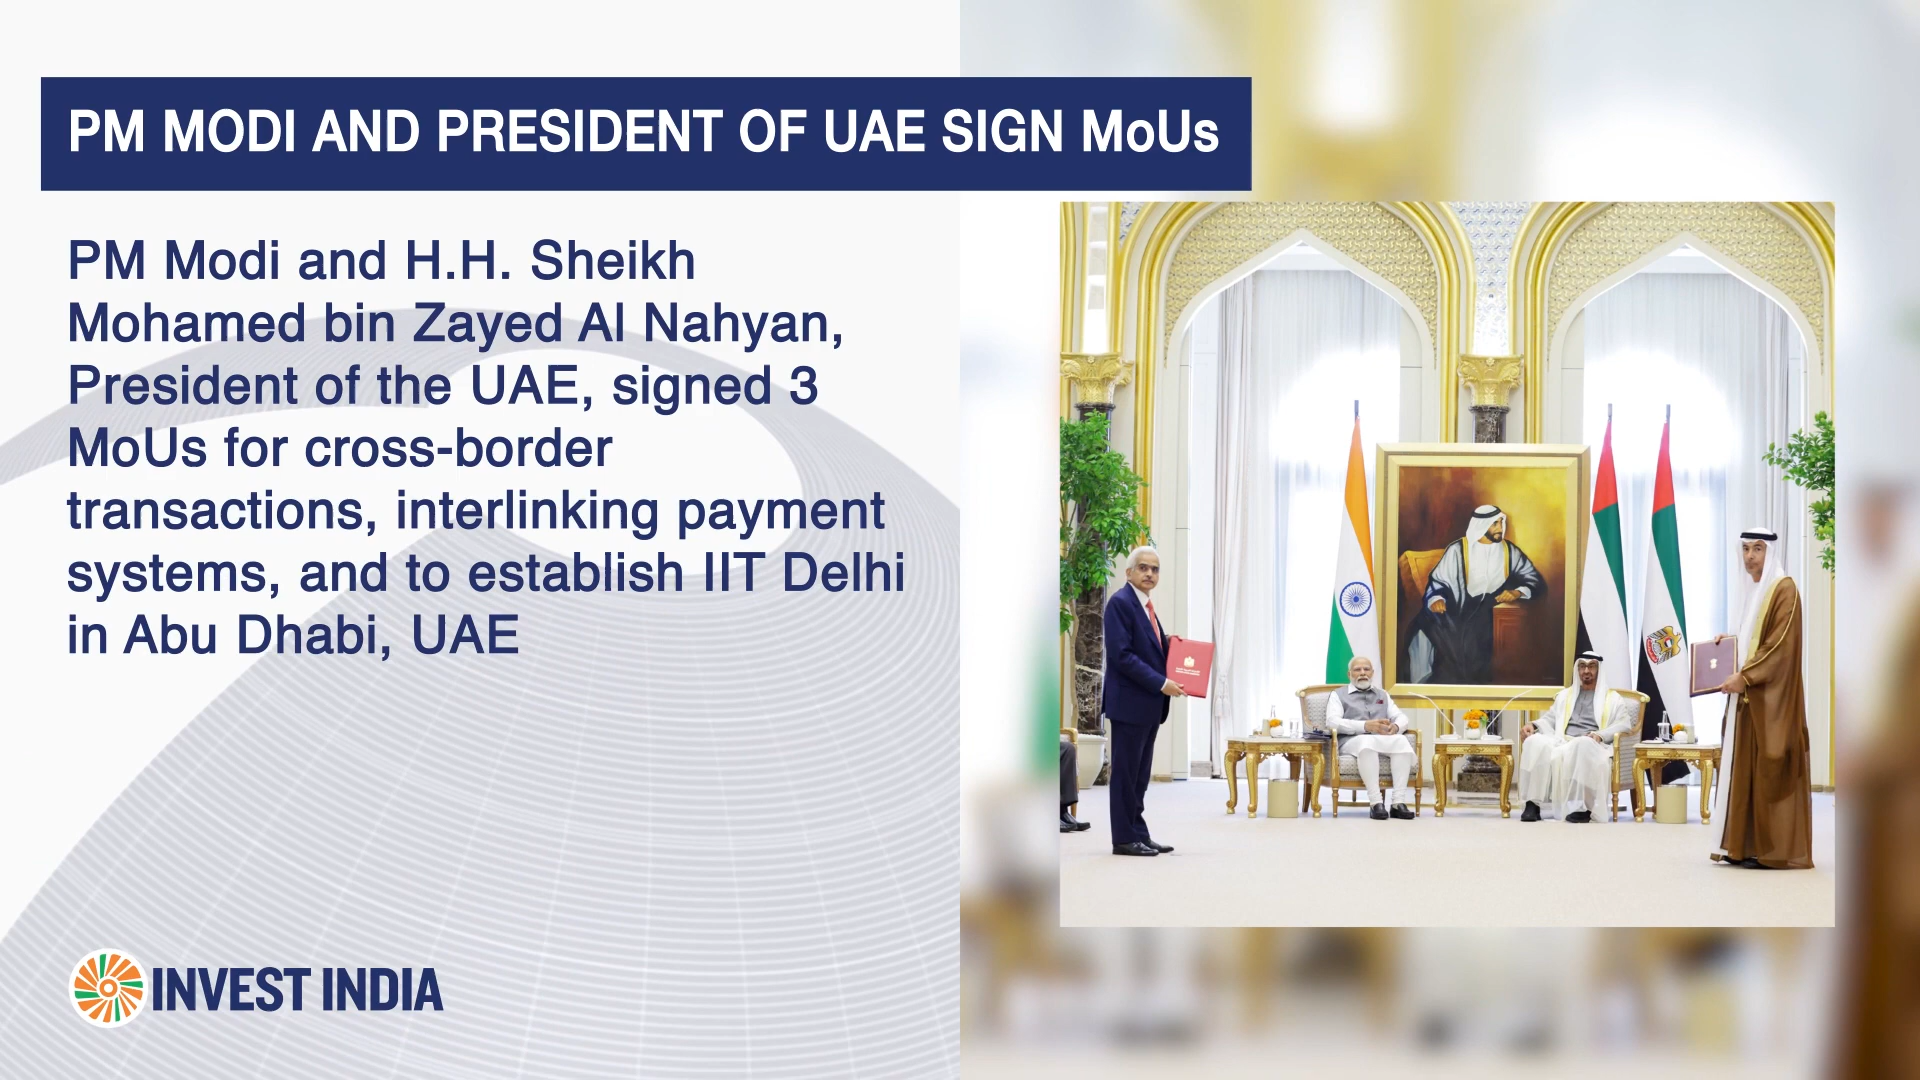 PM MODI AND PRESIDENT OF UAE SIGN MoUs
PM Modi and H.H. Sheikh
Mohamed bin Zayed Al Nahyan,
President of the UAE, signed 3
MoUs for cross-border
transactions, interlinking payment
systems, and to establish IIT Delhi
in Abu Dhabi, UAE
INVEST INDIA